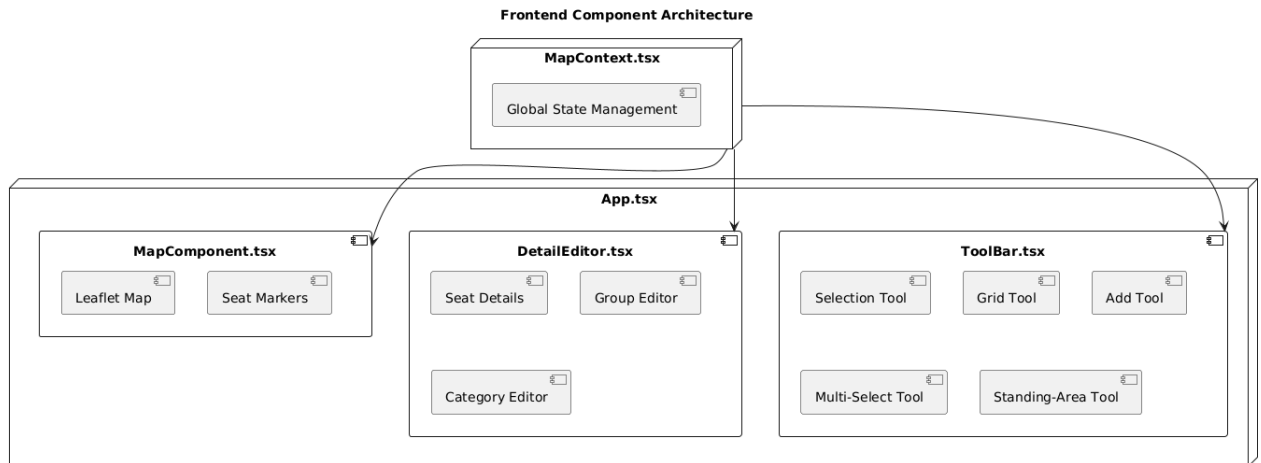 Frontend Component Architecture
MapContext.tsx
Global State Management
App.tsx
MapComponent.tsx
Leaflet Map
Seat Markers
DetailEditor.tsx
Seat Details
Group Editor
Category Editor
ToolBar.tsx
Selection Tool
Grid Tool
Add Tool
Multi-Select Tool
Standing-Area Tool